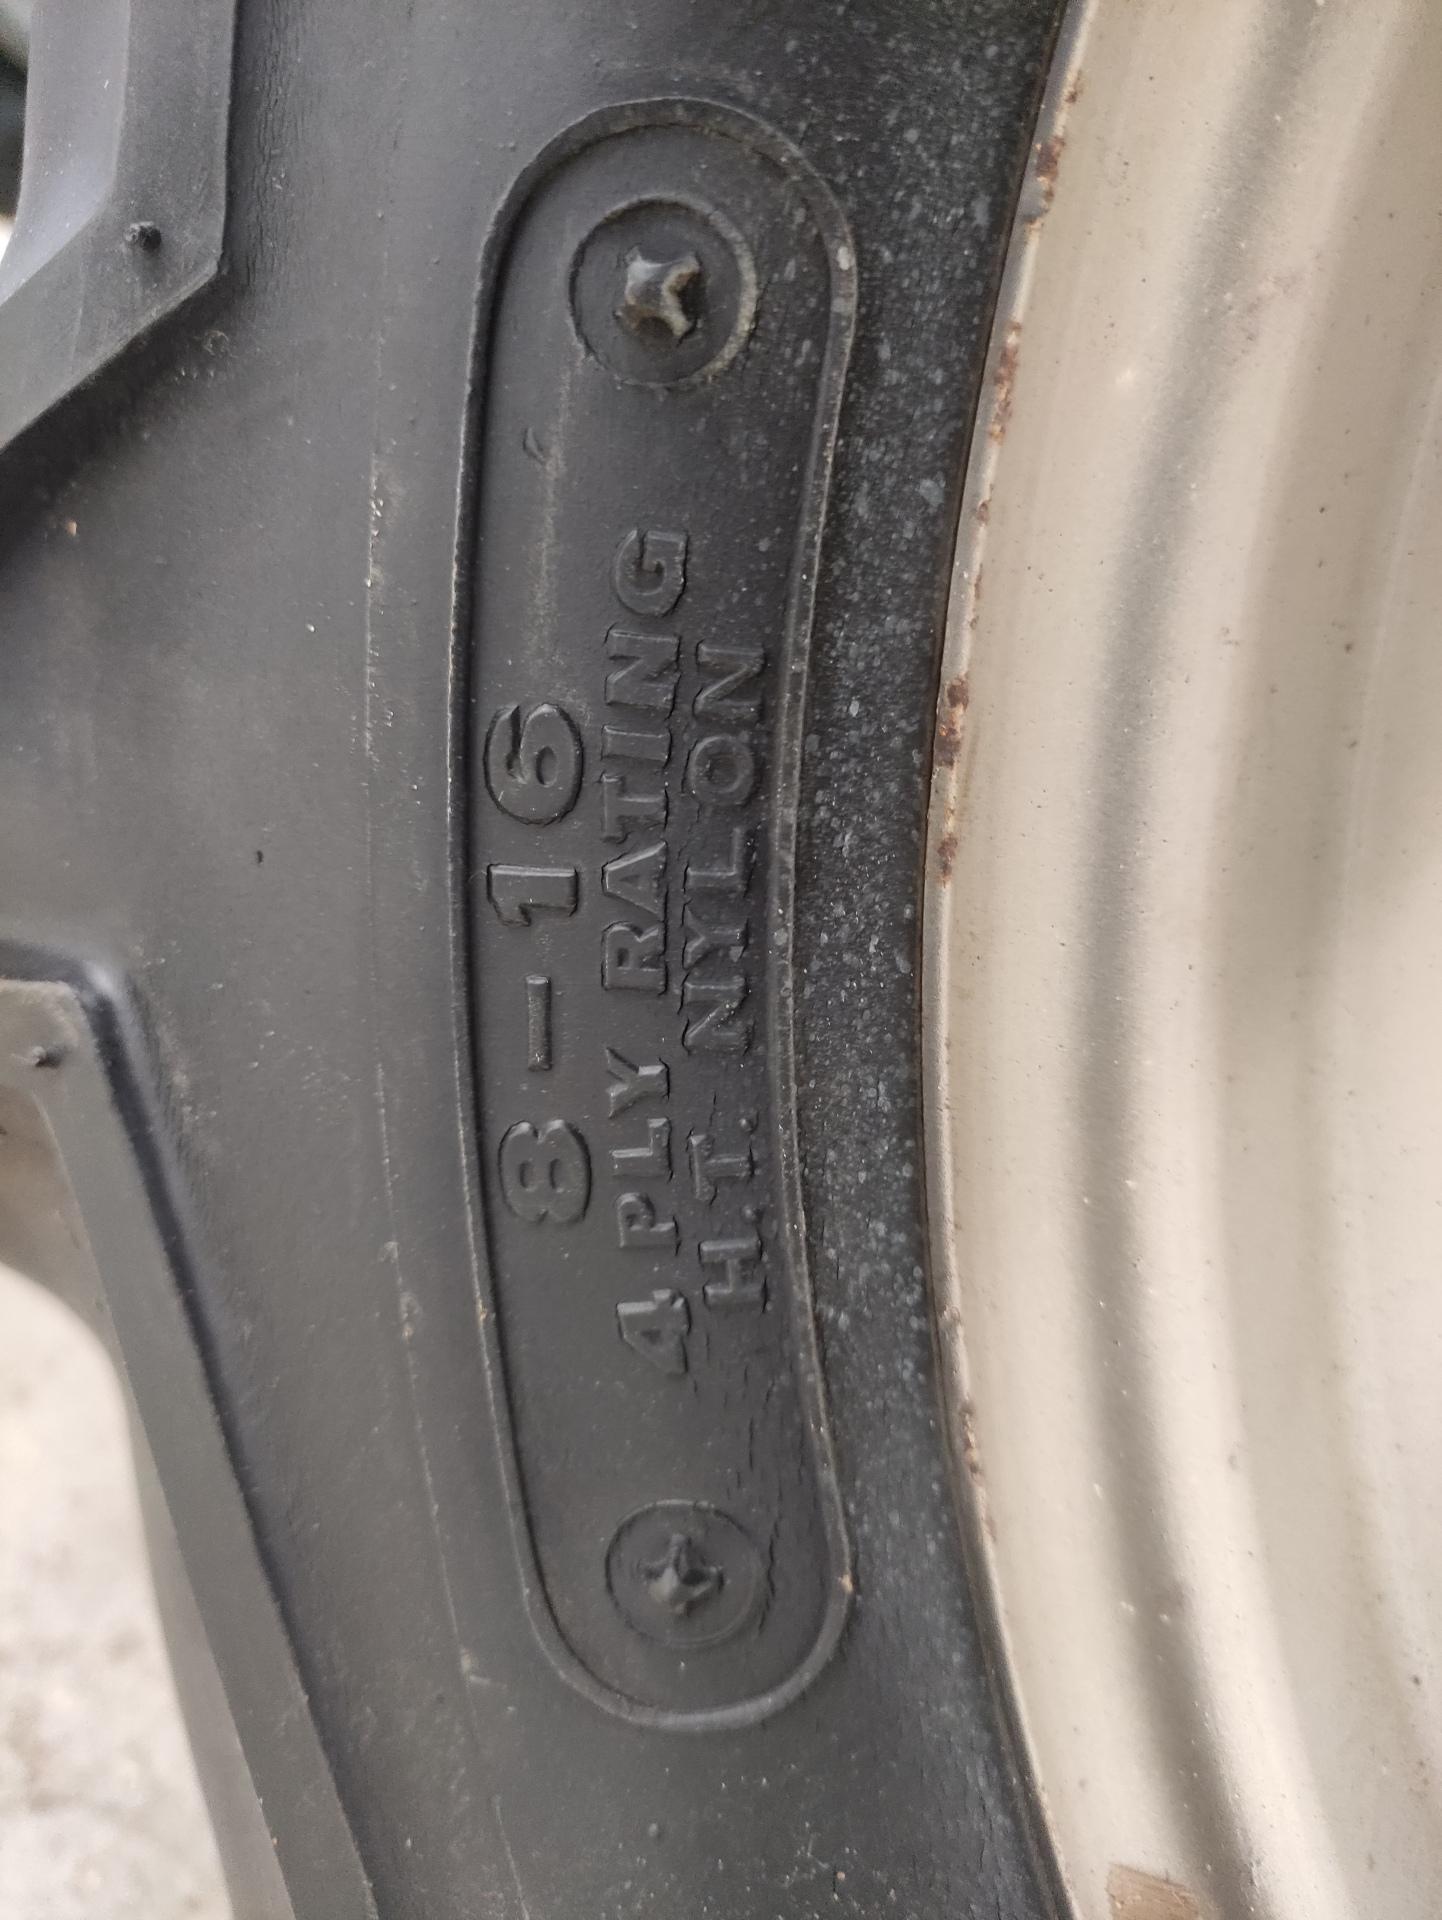 8-16
4 PLY RATING
H.T. NYLON